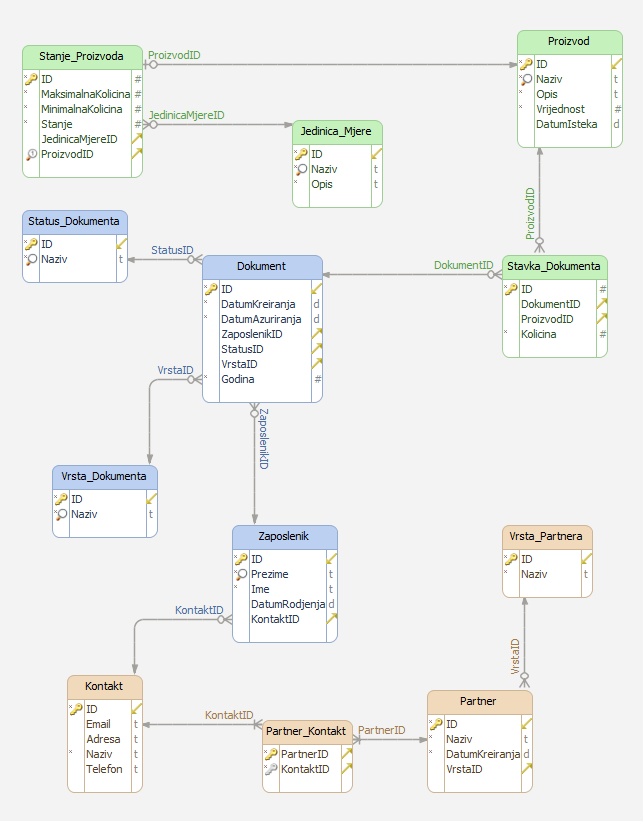 Stanje_Proizvoda
ID #
MaksimalnaKolicina #
MinimalnaKolicina #
Stanje #
JedinicaMjereID
ProizvodID
ProizvodID
Proizvod
ID
Naziv t
Opis t
Vrijednost #
DatumIsteka d
JedinicaMjereID
Jedinica_Mjere
ID
Naziv t
Opis t
ProizvodID
Status_Dokumenta
ID
Naziv t
StatusID
Dokument
ID
DatumKreiranja d
DatumAzuriranja d
ZaposlenikID
StatusID
VrstaID
Godina #
DokumentID
Stavka_Dokumenta
ID #
DokumentID
ProizvodID
Kolicina #
VrstaID
ZaposlenikID
Vrsta_Dokumenta
ID
Naziv t
Zaposlenik
ID
Prezime t
Ime t
DatumRodjenja d
KontaktID
Vrsta_Partnera
ID
Naziv t
KontaktID
VrstaID
Kontakt
ID
Email t
Adresa t
Naziv t
Telefon t
KontaktID
Partner_Kontakt
PartnerID
KontaktID
PartnerID
Partner
ID
Naziv t
DatumKreiranja d
VrstaID